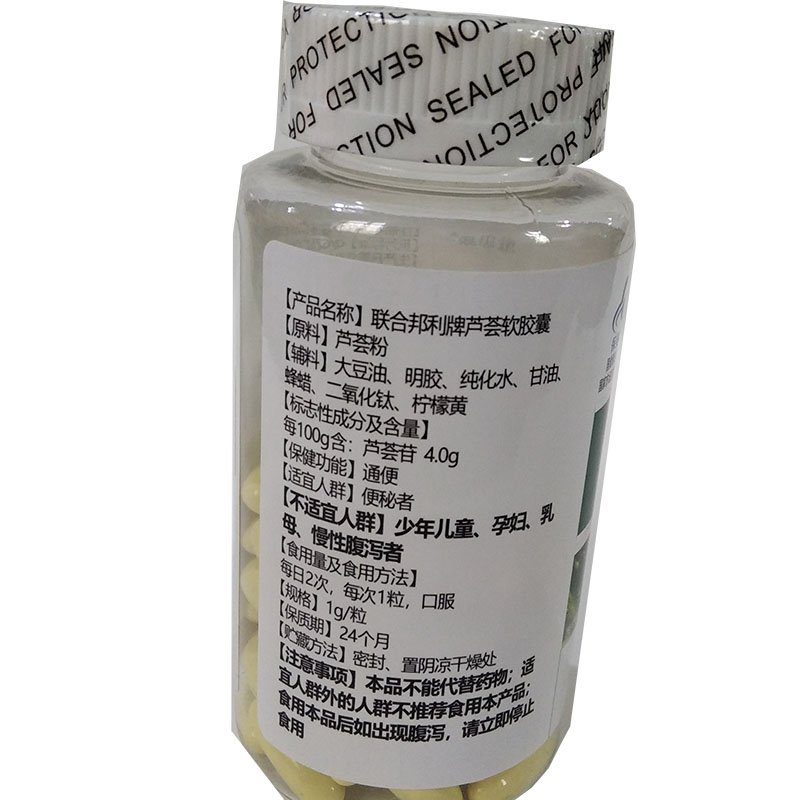 PROTECTION
SEALED FOR
FOR SEALED NOI
CTION SEALED FOR
PROTECTION
FOR
【产品名称】联合邦利牌芦荟软胶囊
【原料】芦荟粉
【辅料】大豆油、明胶、纯化水、甘油、
蜂蜡、二氧化钛、柠檬黄
【标志性成分及含量】
每100g含：芦荟苷 4.0g
【保健功能】通便
【适宜人群】便秘者
【不适宜人群】少年儿童、孕妇、乳
母、慢性腹泻者
【食用量及食用方法】
每日2次，每次1粒，口服
【规格】1g/粒
【保质期】24个月
【贮藏方法】密封、置阴凉干燥处
【注意事项】本品不能代替药物；适
宜人群外的人群不推荐食用本产品；
食用本品后如出现腹泻，请立即停止
食用